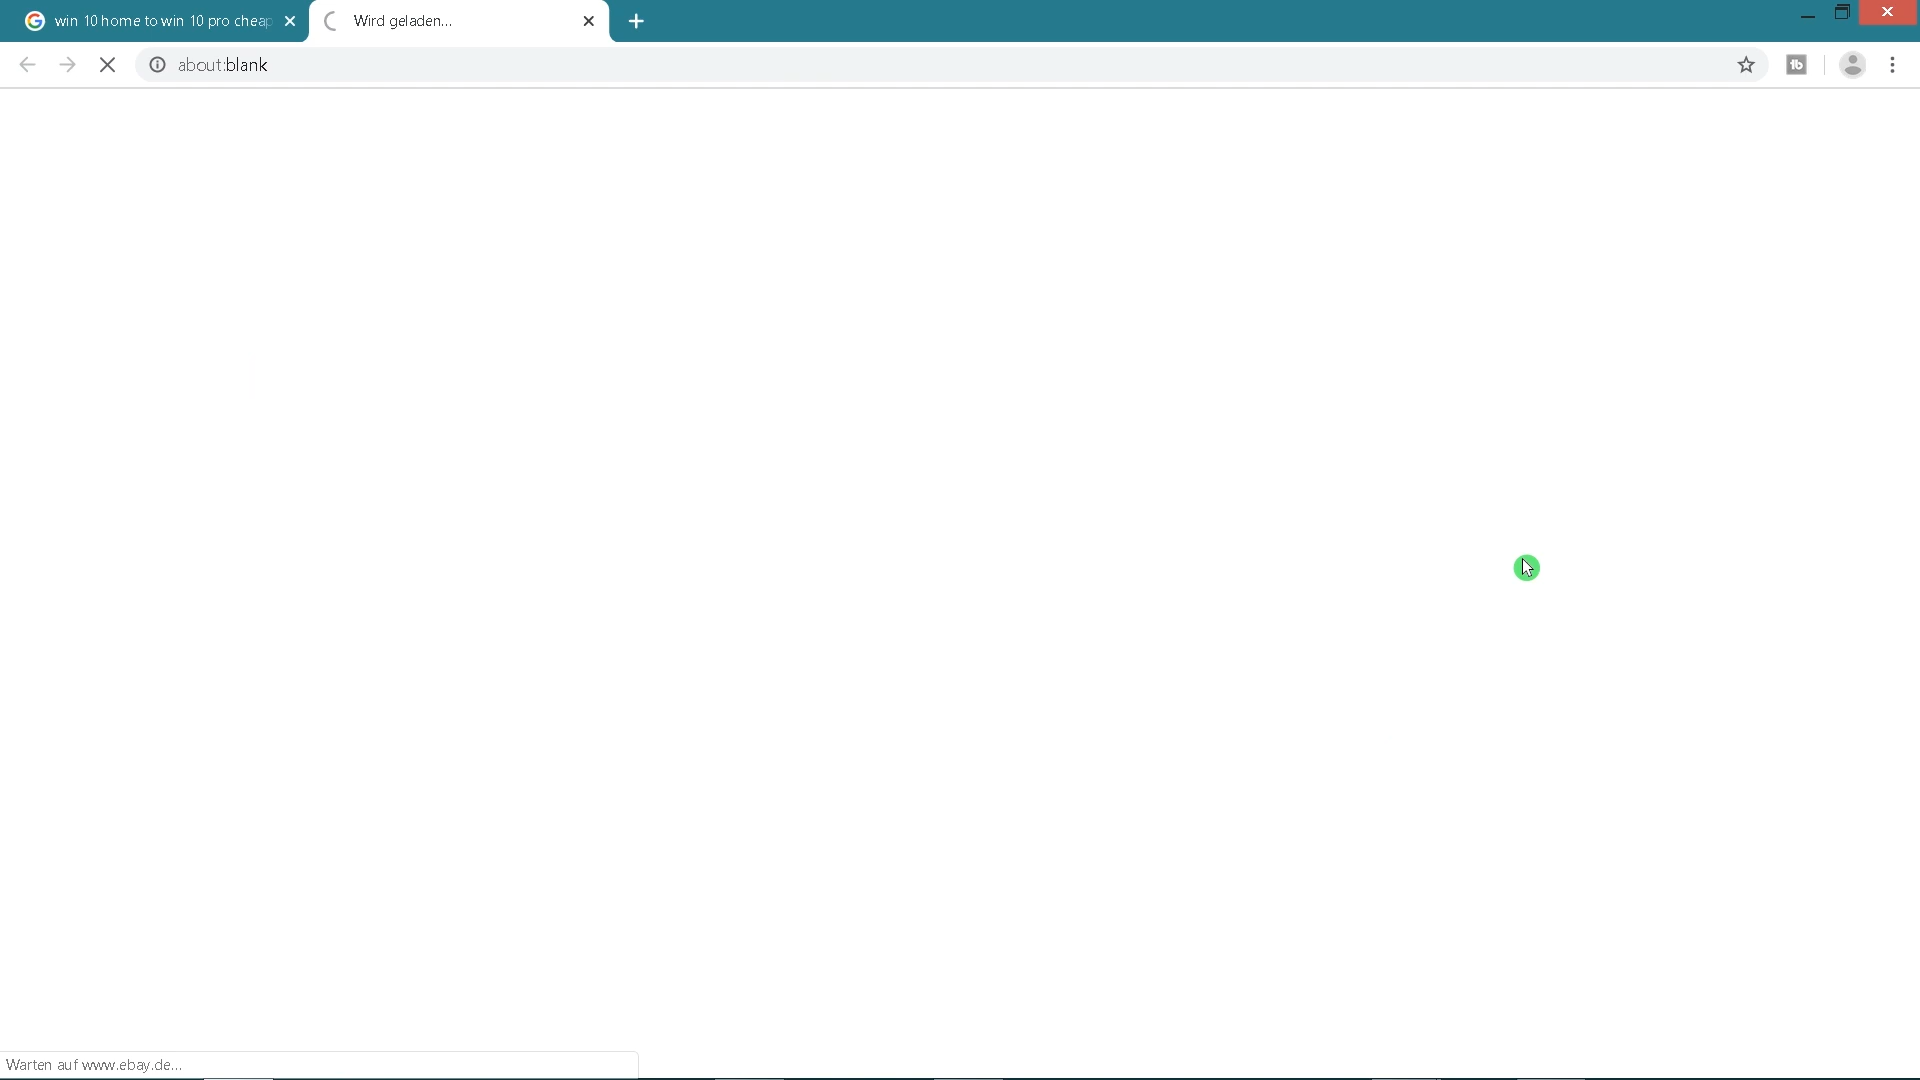 win 10 home to win 10 pro cheap
Wird geladen...
about:blank
Warten auf www.ebay.de...